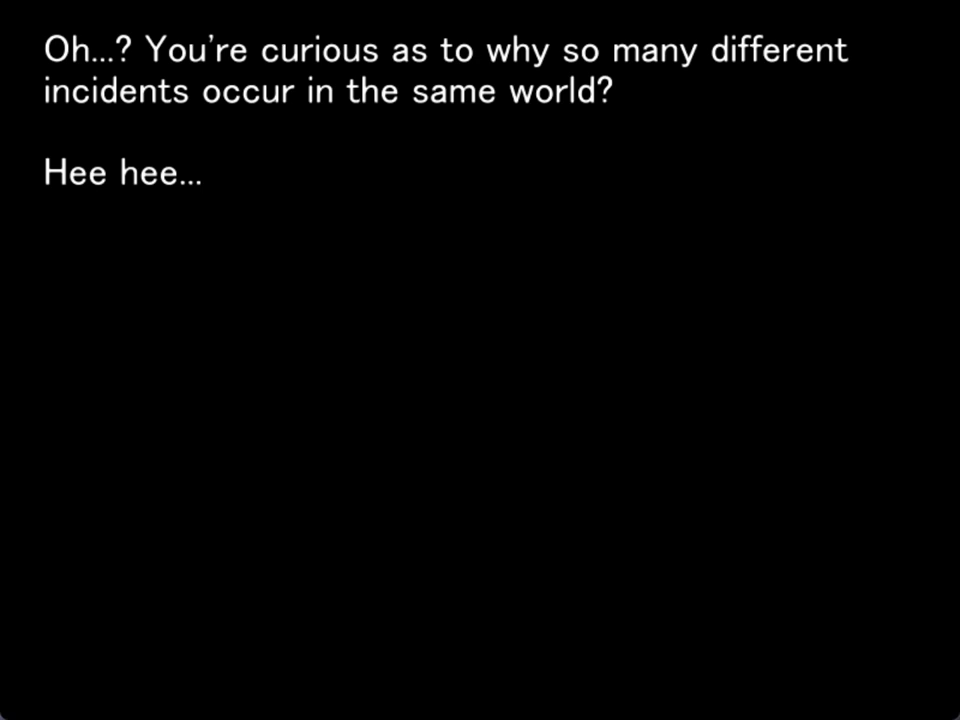 Oh...? You're curious as to why so many different
incidents occur in the same world?
Hee hee...